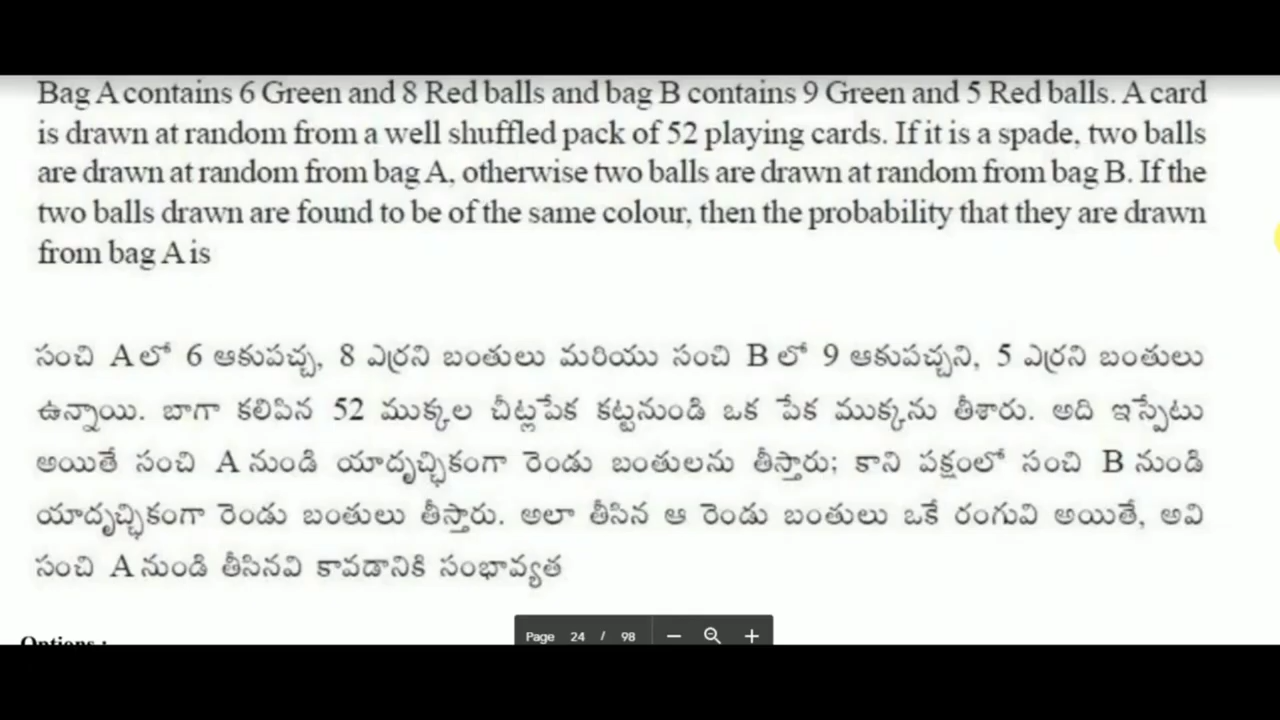 Bag A contains 6 Green and 8 Red balls and bag B contains 9 Green and 5 Red balls. A card
is drawn at random from a well shuffled pack of 52 playing cards. If it is a spade, two balls
are drawn at random from bag A, otherwise two balls are drawn at random from bag B. If the
two balls drawn are found to be of the same colour, then the probability that they are drawn
from bag A is
సంచి A లో 6 ఆకుపచ్చ, 8 ఎర్రని బంతులు మరియు సంచి B లో 9 ఆకుపచ్చని, 5 ఎర్రని బంతులు
ఉన్నాయి. బాగా కలిపిన 52 ముక్కల చీట్లపేక కట్టనుండి ఒక పేక ముక్కను తీశారు. అది ఇస్పేటు
అయితే సంచి A నుండి యాదృచ్ఛికంగా రెండు బంతులను తీస్తారు; కాని పక్షంలో సంచి B నుండి
యాదృచ్ఛికంగా రెండు బంతులు తీస్తారు. అలా తీసిన ఆ రెండు బంతులు ఒకే రంగువి అయితే, అవి
సంచి A నుండి తీసినవి కావడానికి సంభావ్యత
Options :
Page 24 / 98